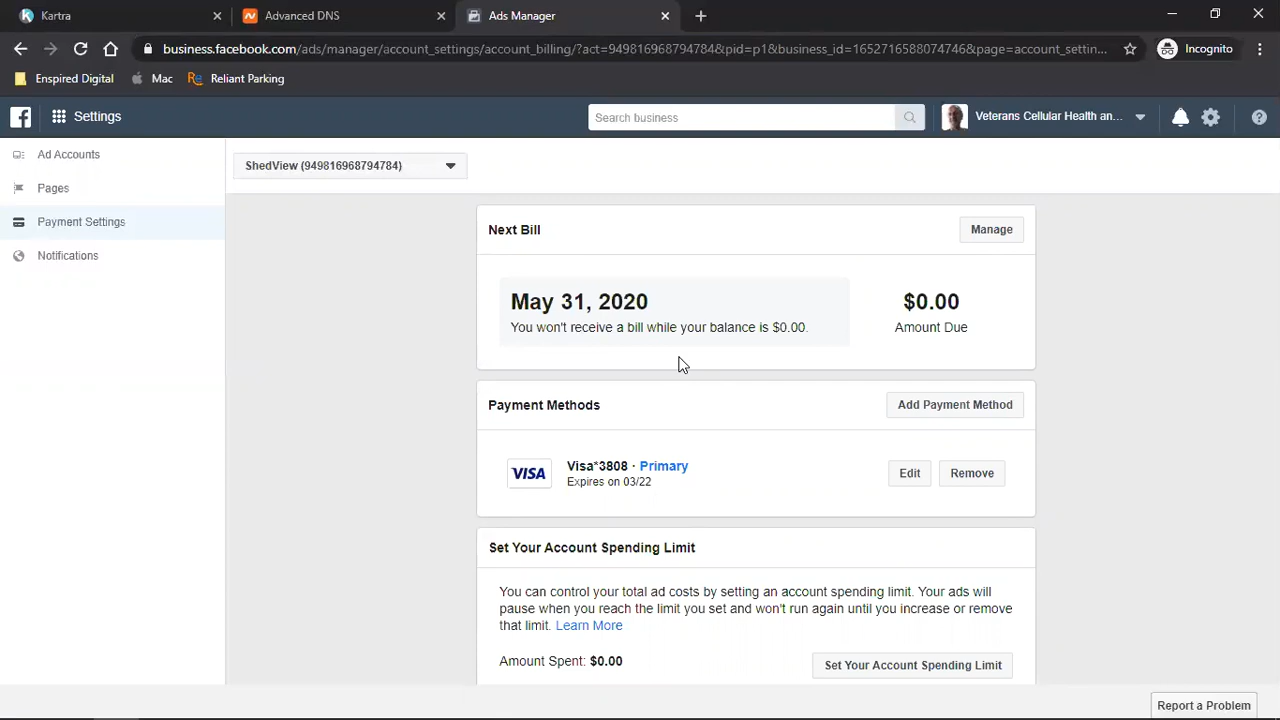 Kartra
Advanced DNS
Ads Manager
business.facebook.com/ads/manager/account_settings/account_billing/?act=949816968794784&pid=p1&business_id=1652716588074746&page=account_settin...
Incognito
Enspired Digital
Mac
Reliant Parking
Settings
Search business
Veterans Cellular Health an...
Ad Accounts
Pages
Payment Settings
Notifications
ShedView (949816968794784)
Next Bill
Manage
May 31, 2020
You won't receive a bill while your balance is $0.00.
$0.00
Amount Due
Payment Methods
Add Payment Method
VISA
Visa*3808 · Primary
Expires on 03/22
Edit
Remove
Set Your Account Spending Limit
You can control your total ad costs by setting an account spending limit. Your ads will
pause when you reach the limit you set and won't run again until you increase or remove
that limit. Learn More
Amount Spent: $0.00
Set Your Account Spending Limit
Report a Problem